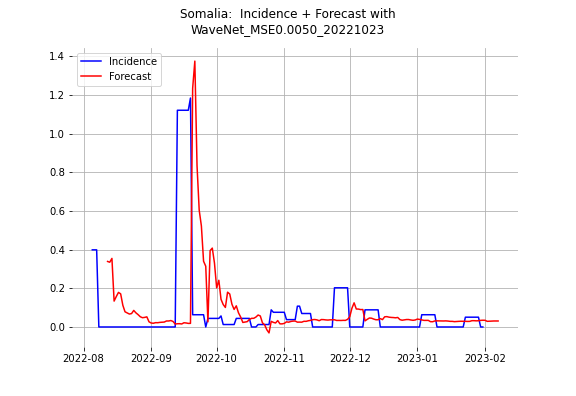 Somalia:  Incidence + Forecast with
WaveNet_MSE0.0050_20221023
Incidence
Forecast
1.4
1.2
1.0
0.8
0.6
0.4
0.2
0.0
2022-08 2022-09 2022-10 2022-11 2022-12 2023-01 2023-02